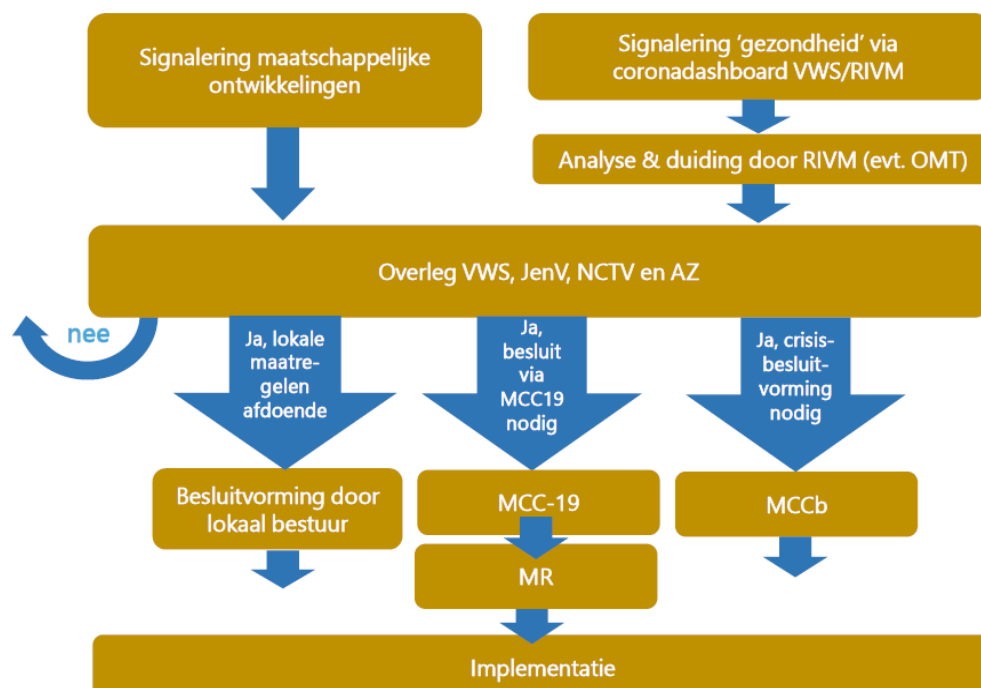 Signalering maatschappelijke
ontwikkelingen
Signalering ‘gezondheid’ via
coronadashboard VWS/RIVM
Analyse & duiding door RIVM (evt. OMT)
Overleg VWS, JenV, NCTV en AZ
nee
Ja, lokale
maatre-
gelen
afdoende
Ja,
besluit
via
MCC19
nodig
Ja, crisis-
besluit-
vorming
nodig
Besluitvorming door
lokaal bestuur
MCC-19
MCCb
MR
Implementatie